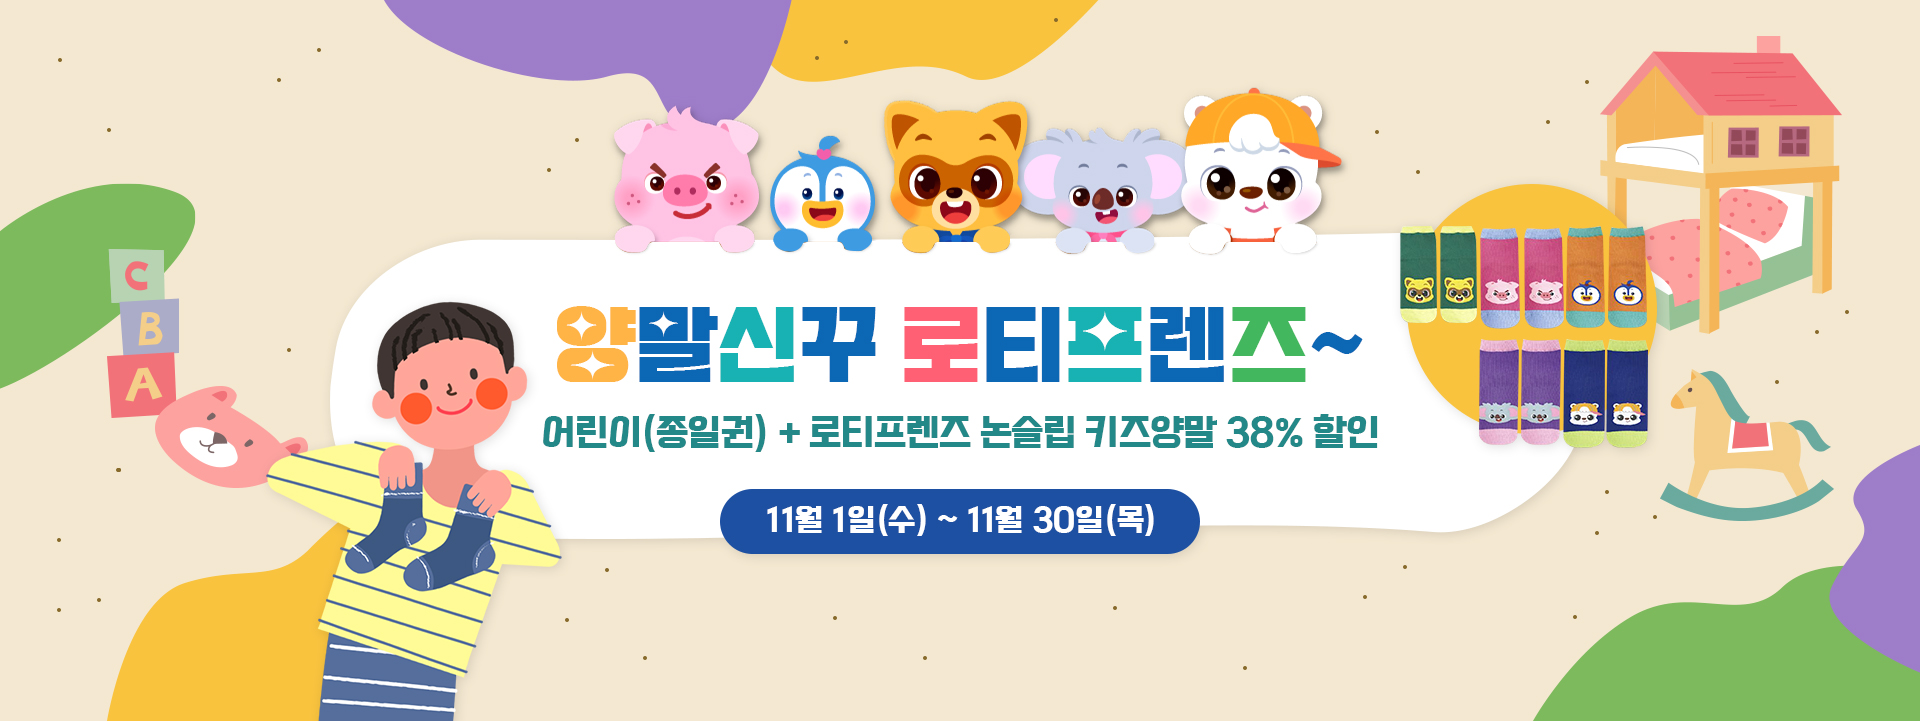 양말신꾸 로티프렌즈~
어린이(종일권) + 로티프렌즈 논슬립 키즈양말 38% 할인
11월 1일(수) ~ 11월 30일(목)
C
B
A